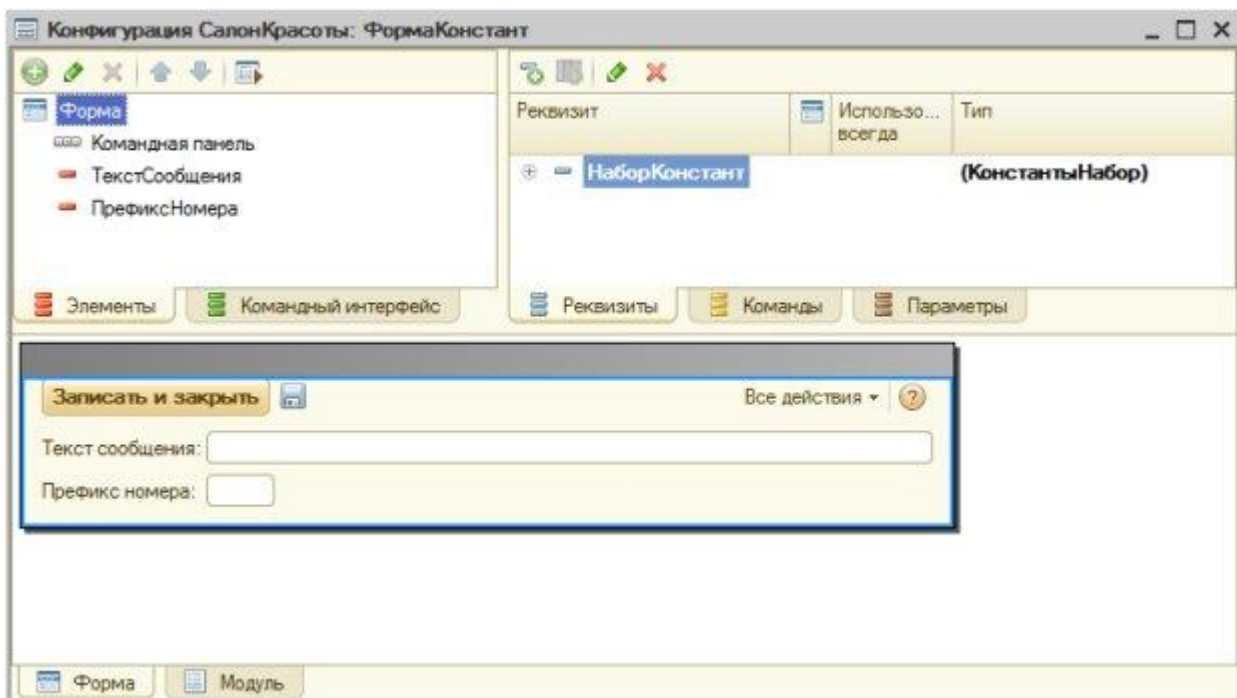 Конфигурация СалонКрасоты: ФормаКонстант
Форма
Командная панель
ТекстСообщения
ПрефиксНомера
Элементы
Командный интерфейс
Реквизит
Использо... Тип
всегда
НаборКонстант
(КонстантыНабор)
Реквизиты
Команды
Параметры
Записать и закрыть
Все действия
?
Текст сообщения:
Префикс номера:
Форма
Модуль